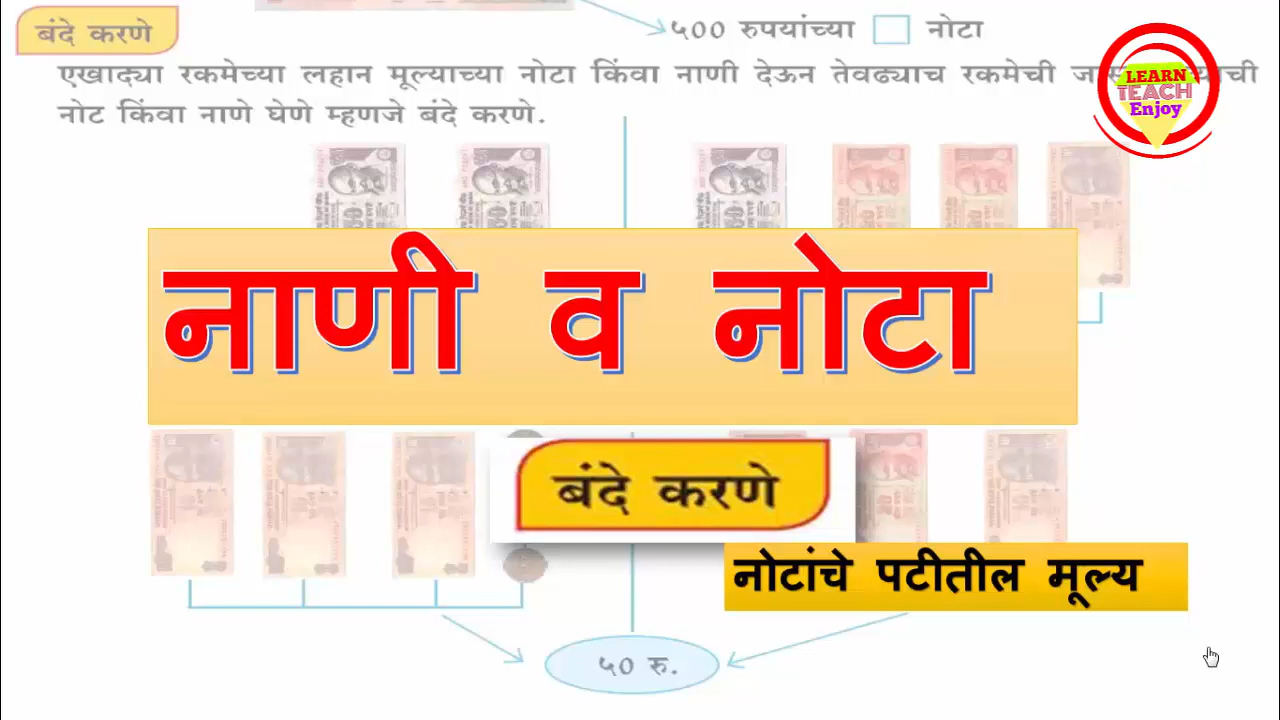 बंदे करणे
५०० रुपयांच्या नोटा
एखाद्या रकमेच्या लहान मूल्याच्या नोटा किंवा नाणी देऊन तेवढ्याच रकमेची
नोट किंवा नाणे घेणे म्हणजे बंदे करणे.
LEARN
TEACH
Enjoy
नाणी व नोटा
बंदे करणे
नोटांचे पटीतील मूल्य
५० रु.